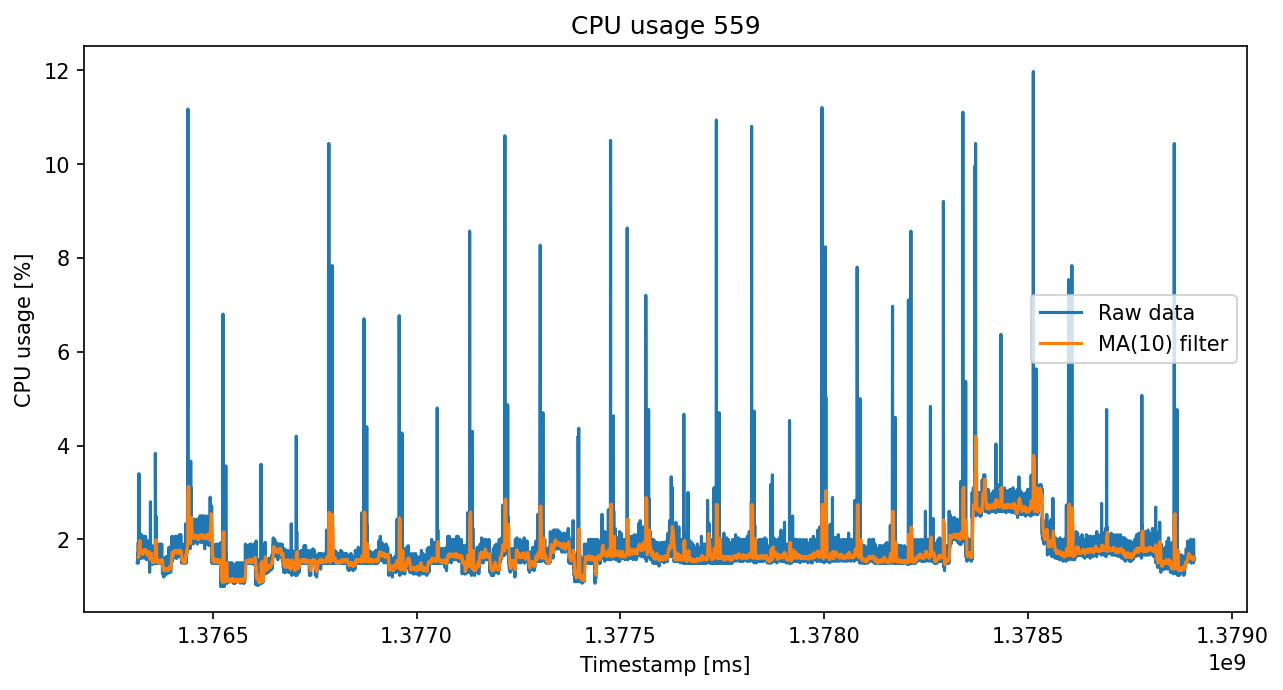 CPU usage 559
12
10
8
6
4
2
CPU usage [%]
Raw data
MA(10) filter
1.3765
1.3770
1.3775
1.3780
1.3785
1.3790
1e9
Timestamp [ms]